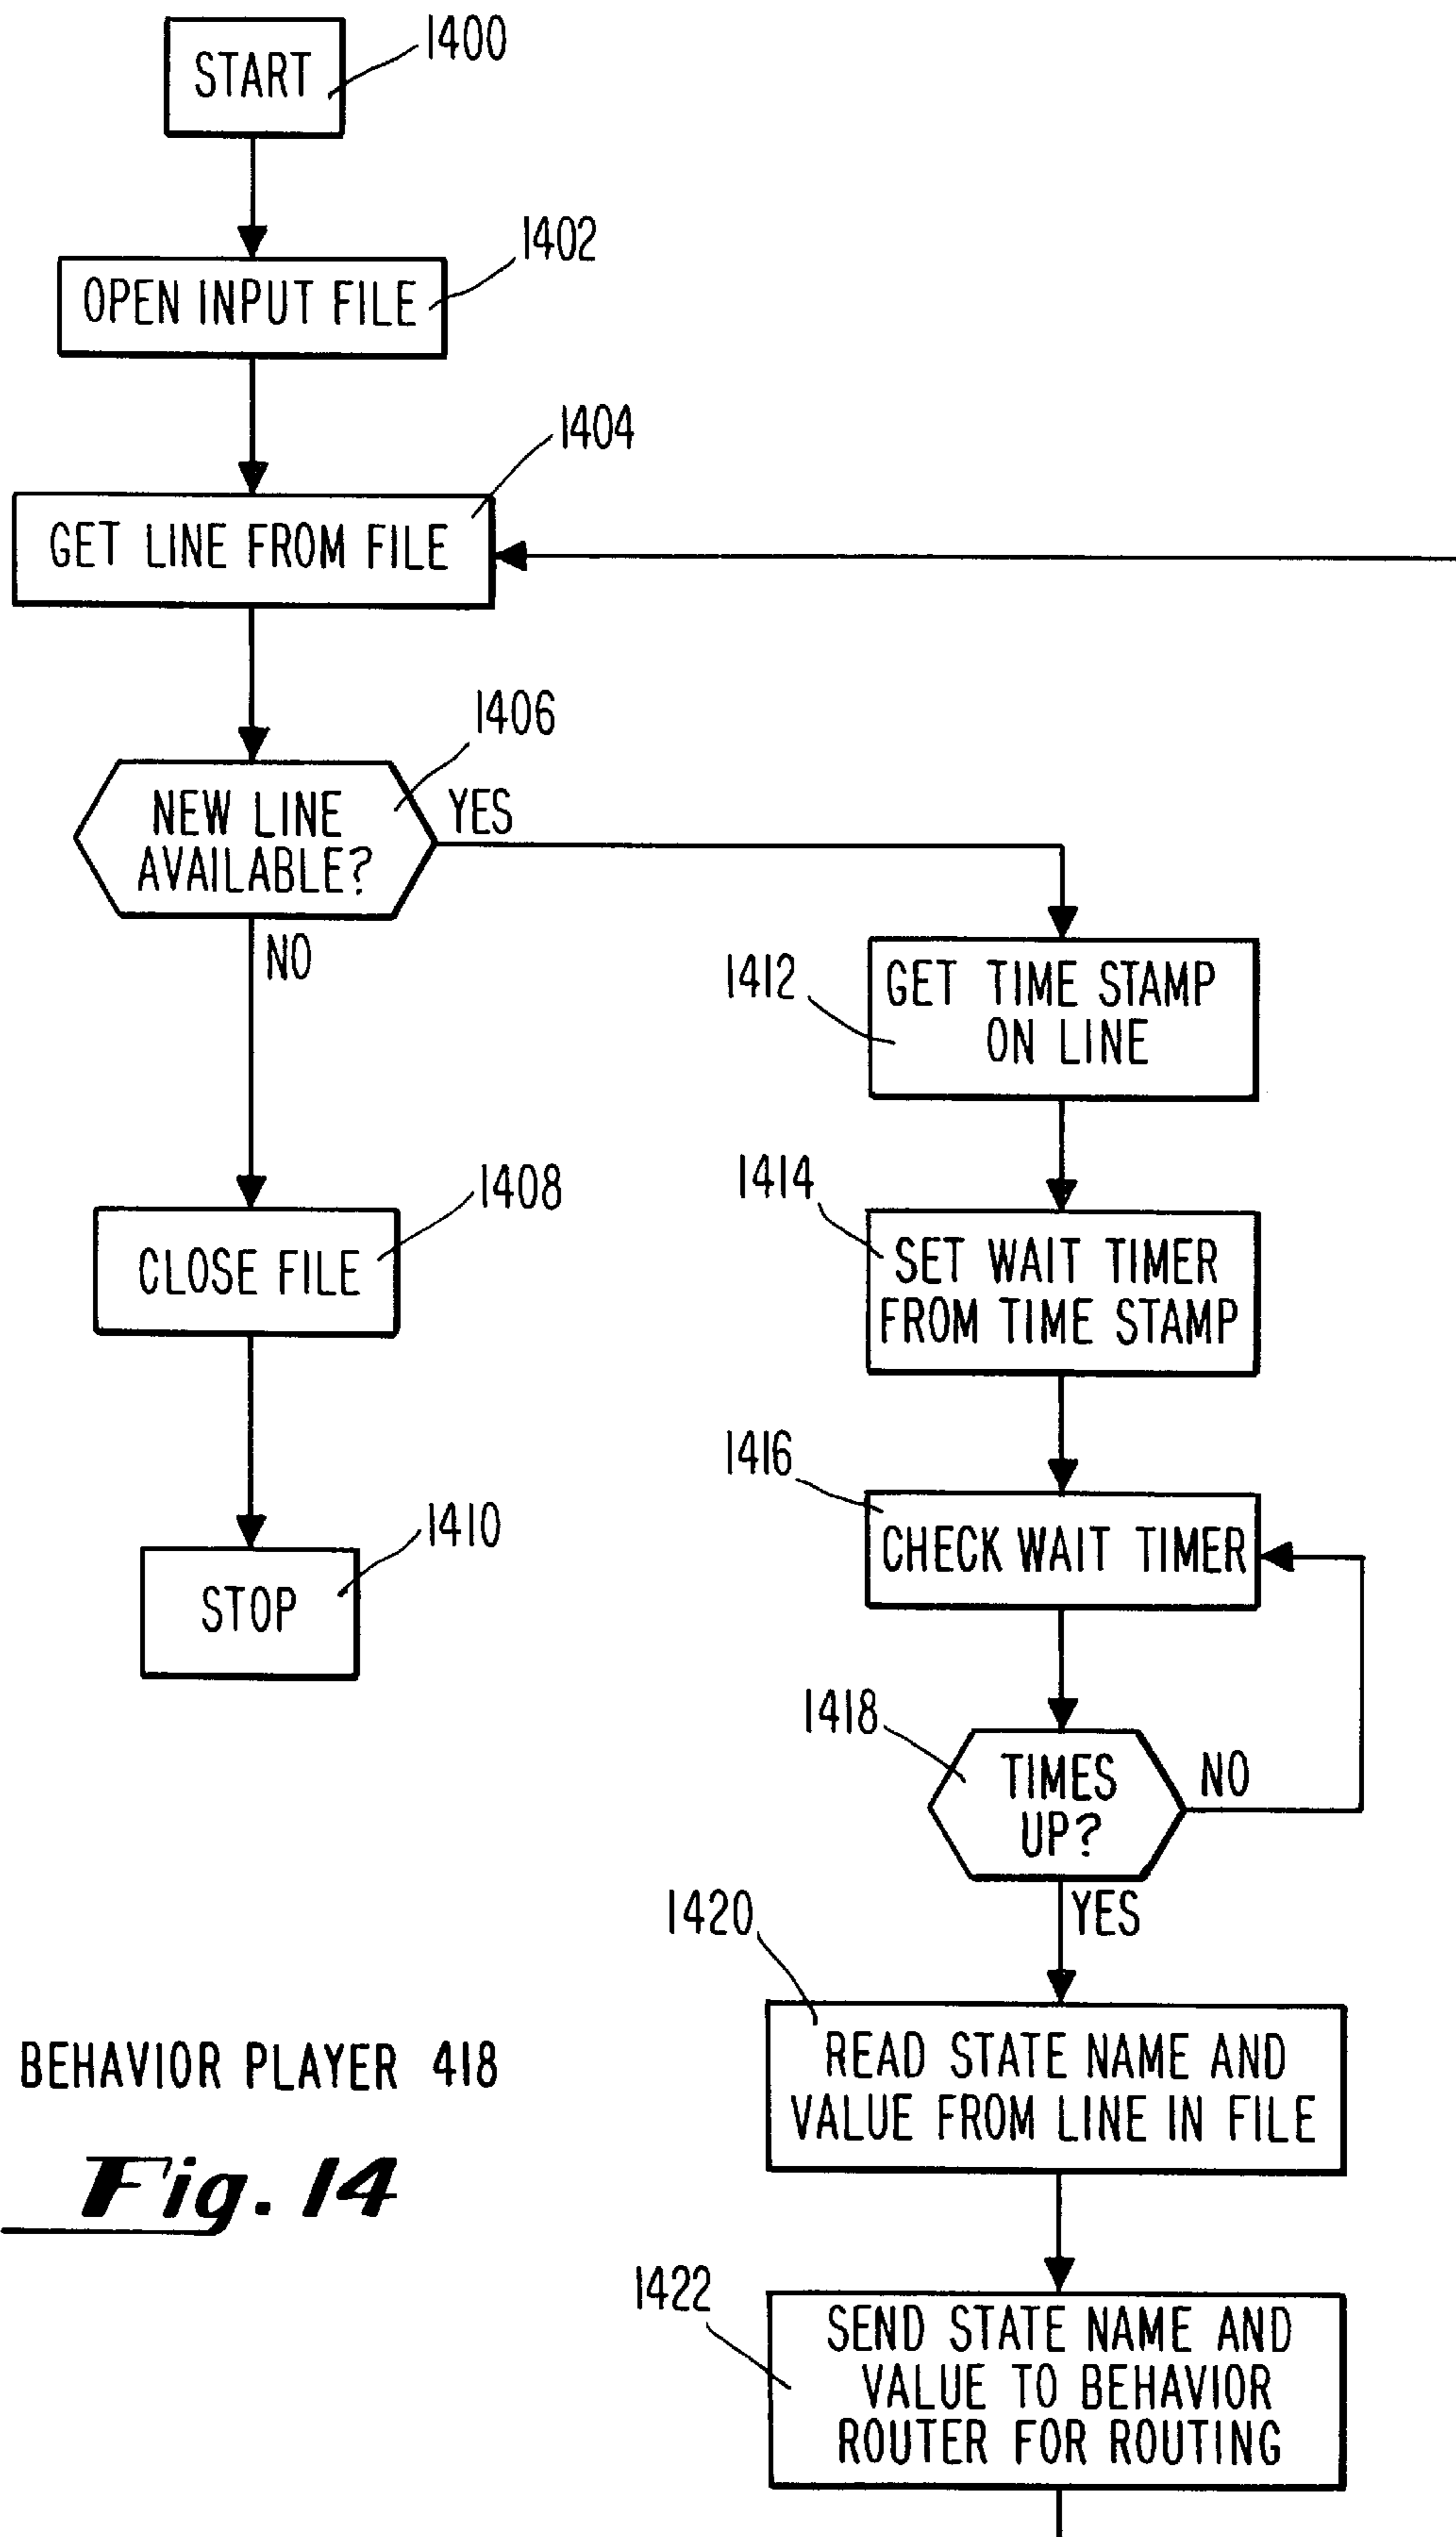 START
1400
OPEN INPUT FILE
1402
GET LINE FROM FILE
1404
NEW LINE
AVAILABLE?
1406
YES
NO
CLOSE FILE
1408
STOP
1410
1412
GET TIME STAMP
ON LINE
1414
SET WAIT TIMER
FROM TIME STAMP
1416
CHECK WAIT TIMER
1418
TIMES
UP?
NO
YES
1420
READ STATE NAME AND
VALUE FROM LINE IN FILE
1422
SEND STATE NAME AND
VALUE TO BEHAVIOR
ROUTER FOR ROUTING
BEHAVIOR PLAYER 418
Fig. 14